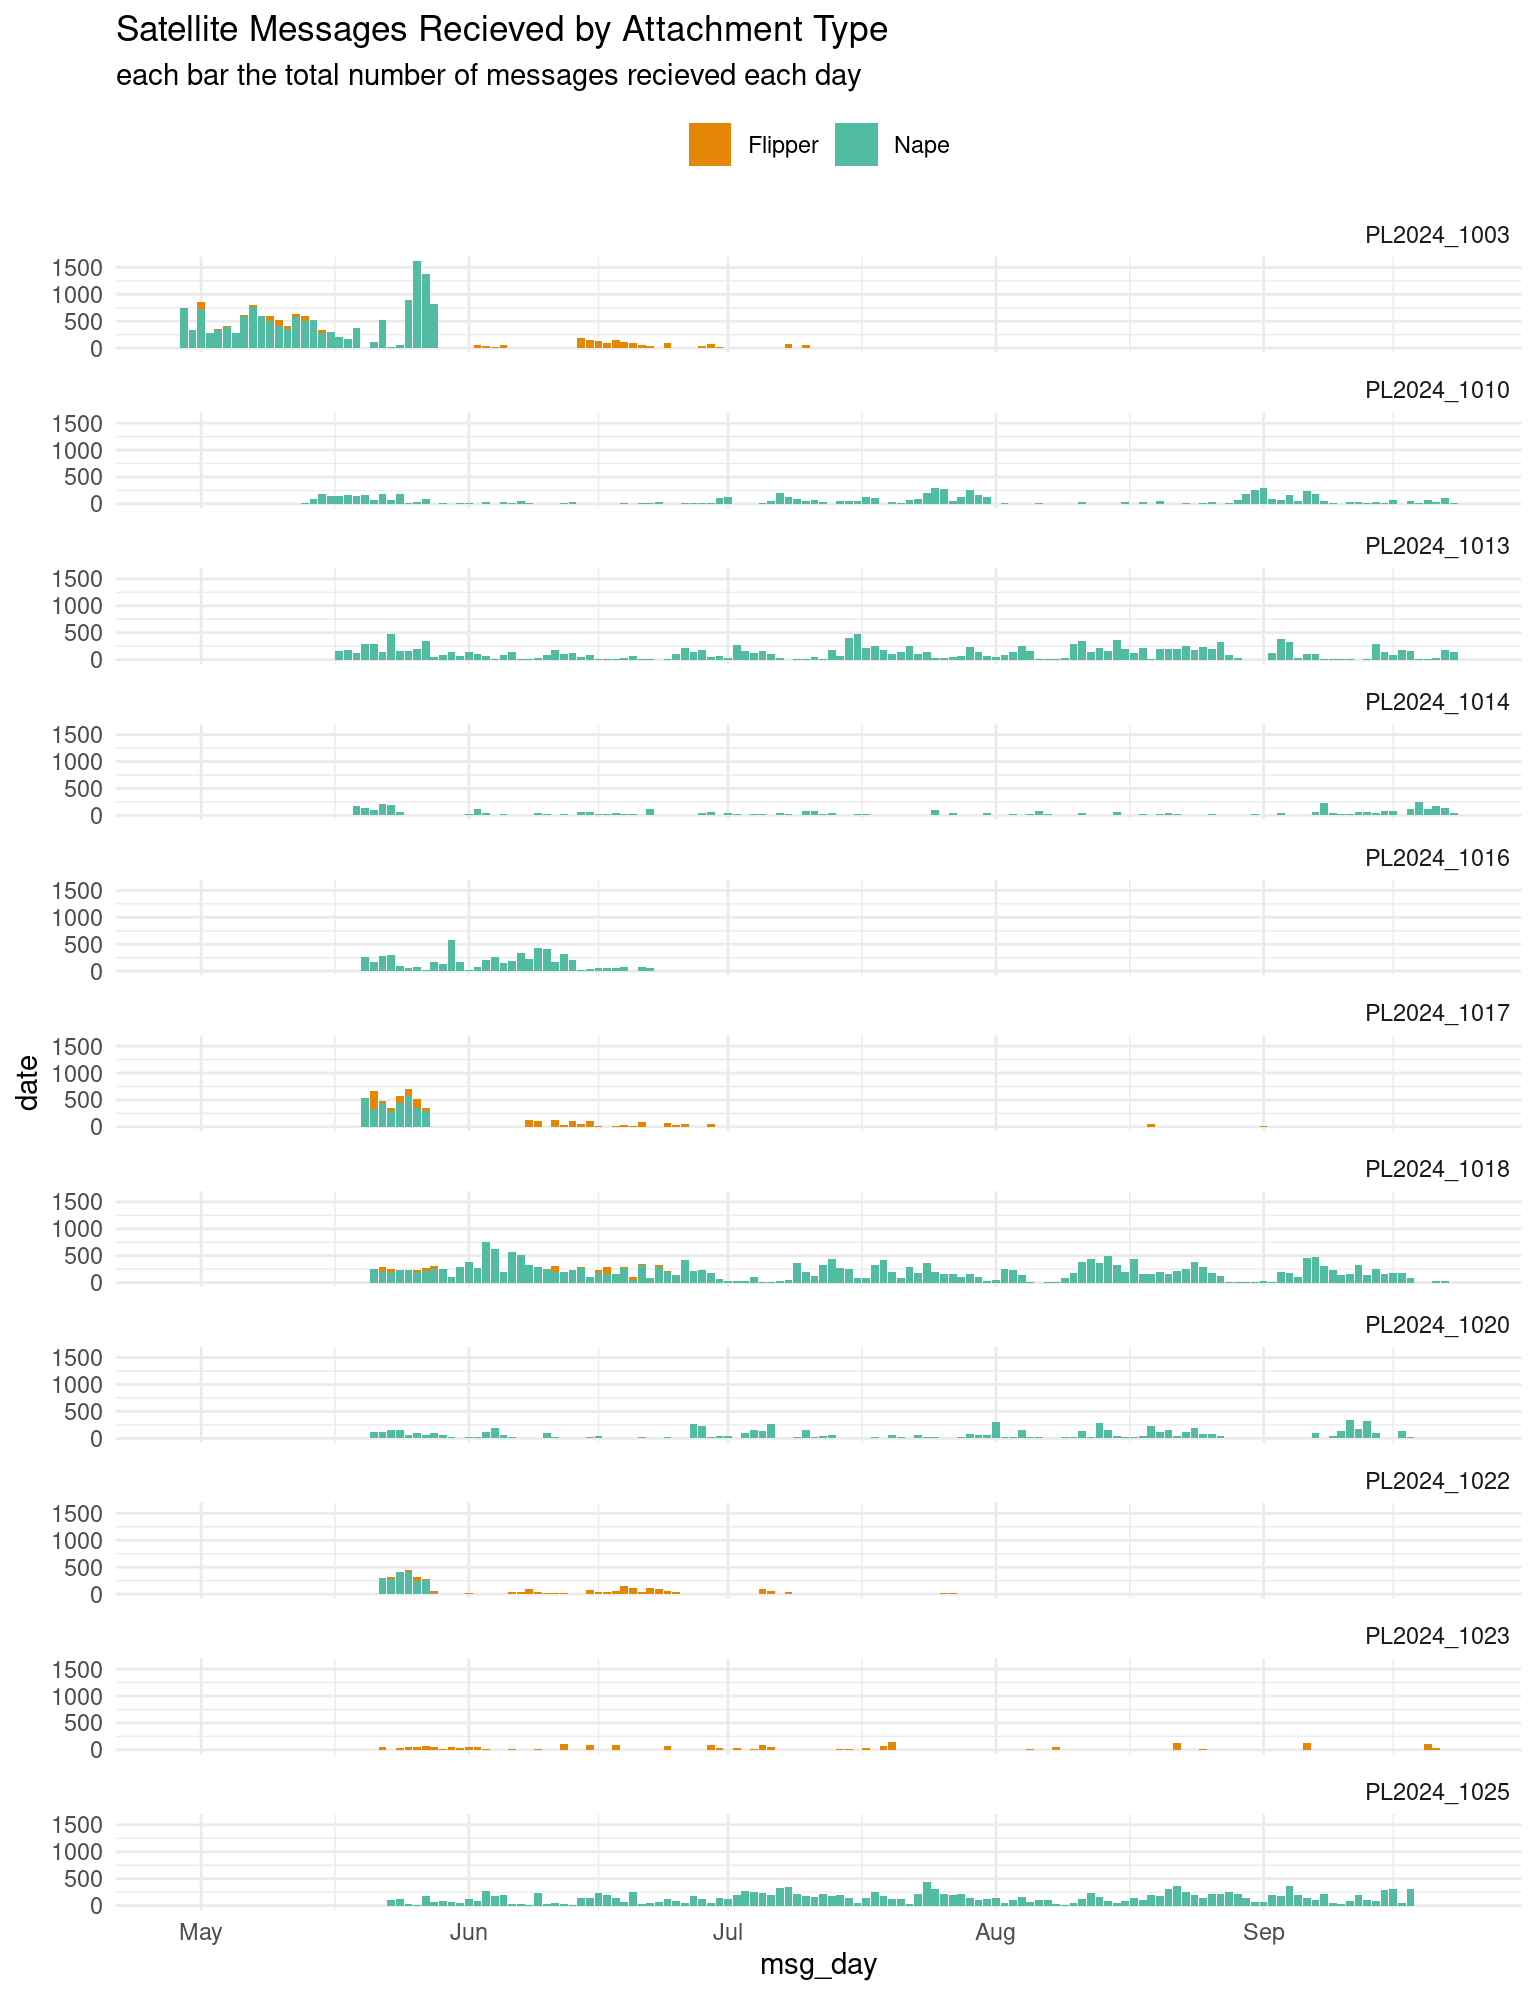 Satellite Messages Recieved by Attachment Type
each bar the total number of messages recieved each day
Flipper Nape
PL2024_1003
1500
1000
500
0
PL2024_1010
1500
1000
500
0
PL2024_1013
1500
1000
500
0
PL2024_1014
1500
1000
500
0
PL2024_1016
1500
1000
500
0
PL2024_1017
1500
1000
500
0
date
PL2024_1018
1500
1000
500
0
PL2024_1020
1500
1000
500
0
PL2024_1022
1500
1000
500
0
PL2024_1023
1500
1000
500
0
PL2024_1025
1500
1000
500
0
May Jun Jul Aug Sep
msg_day